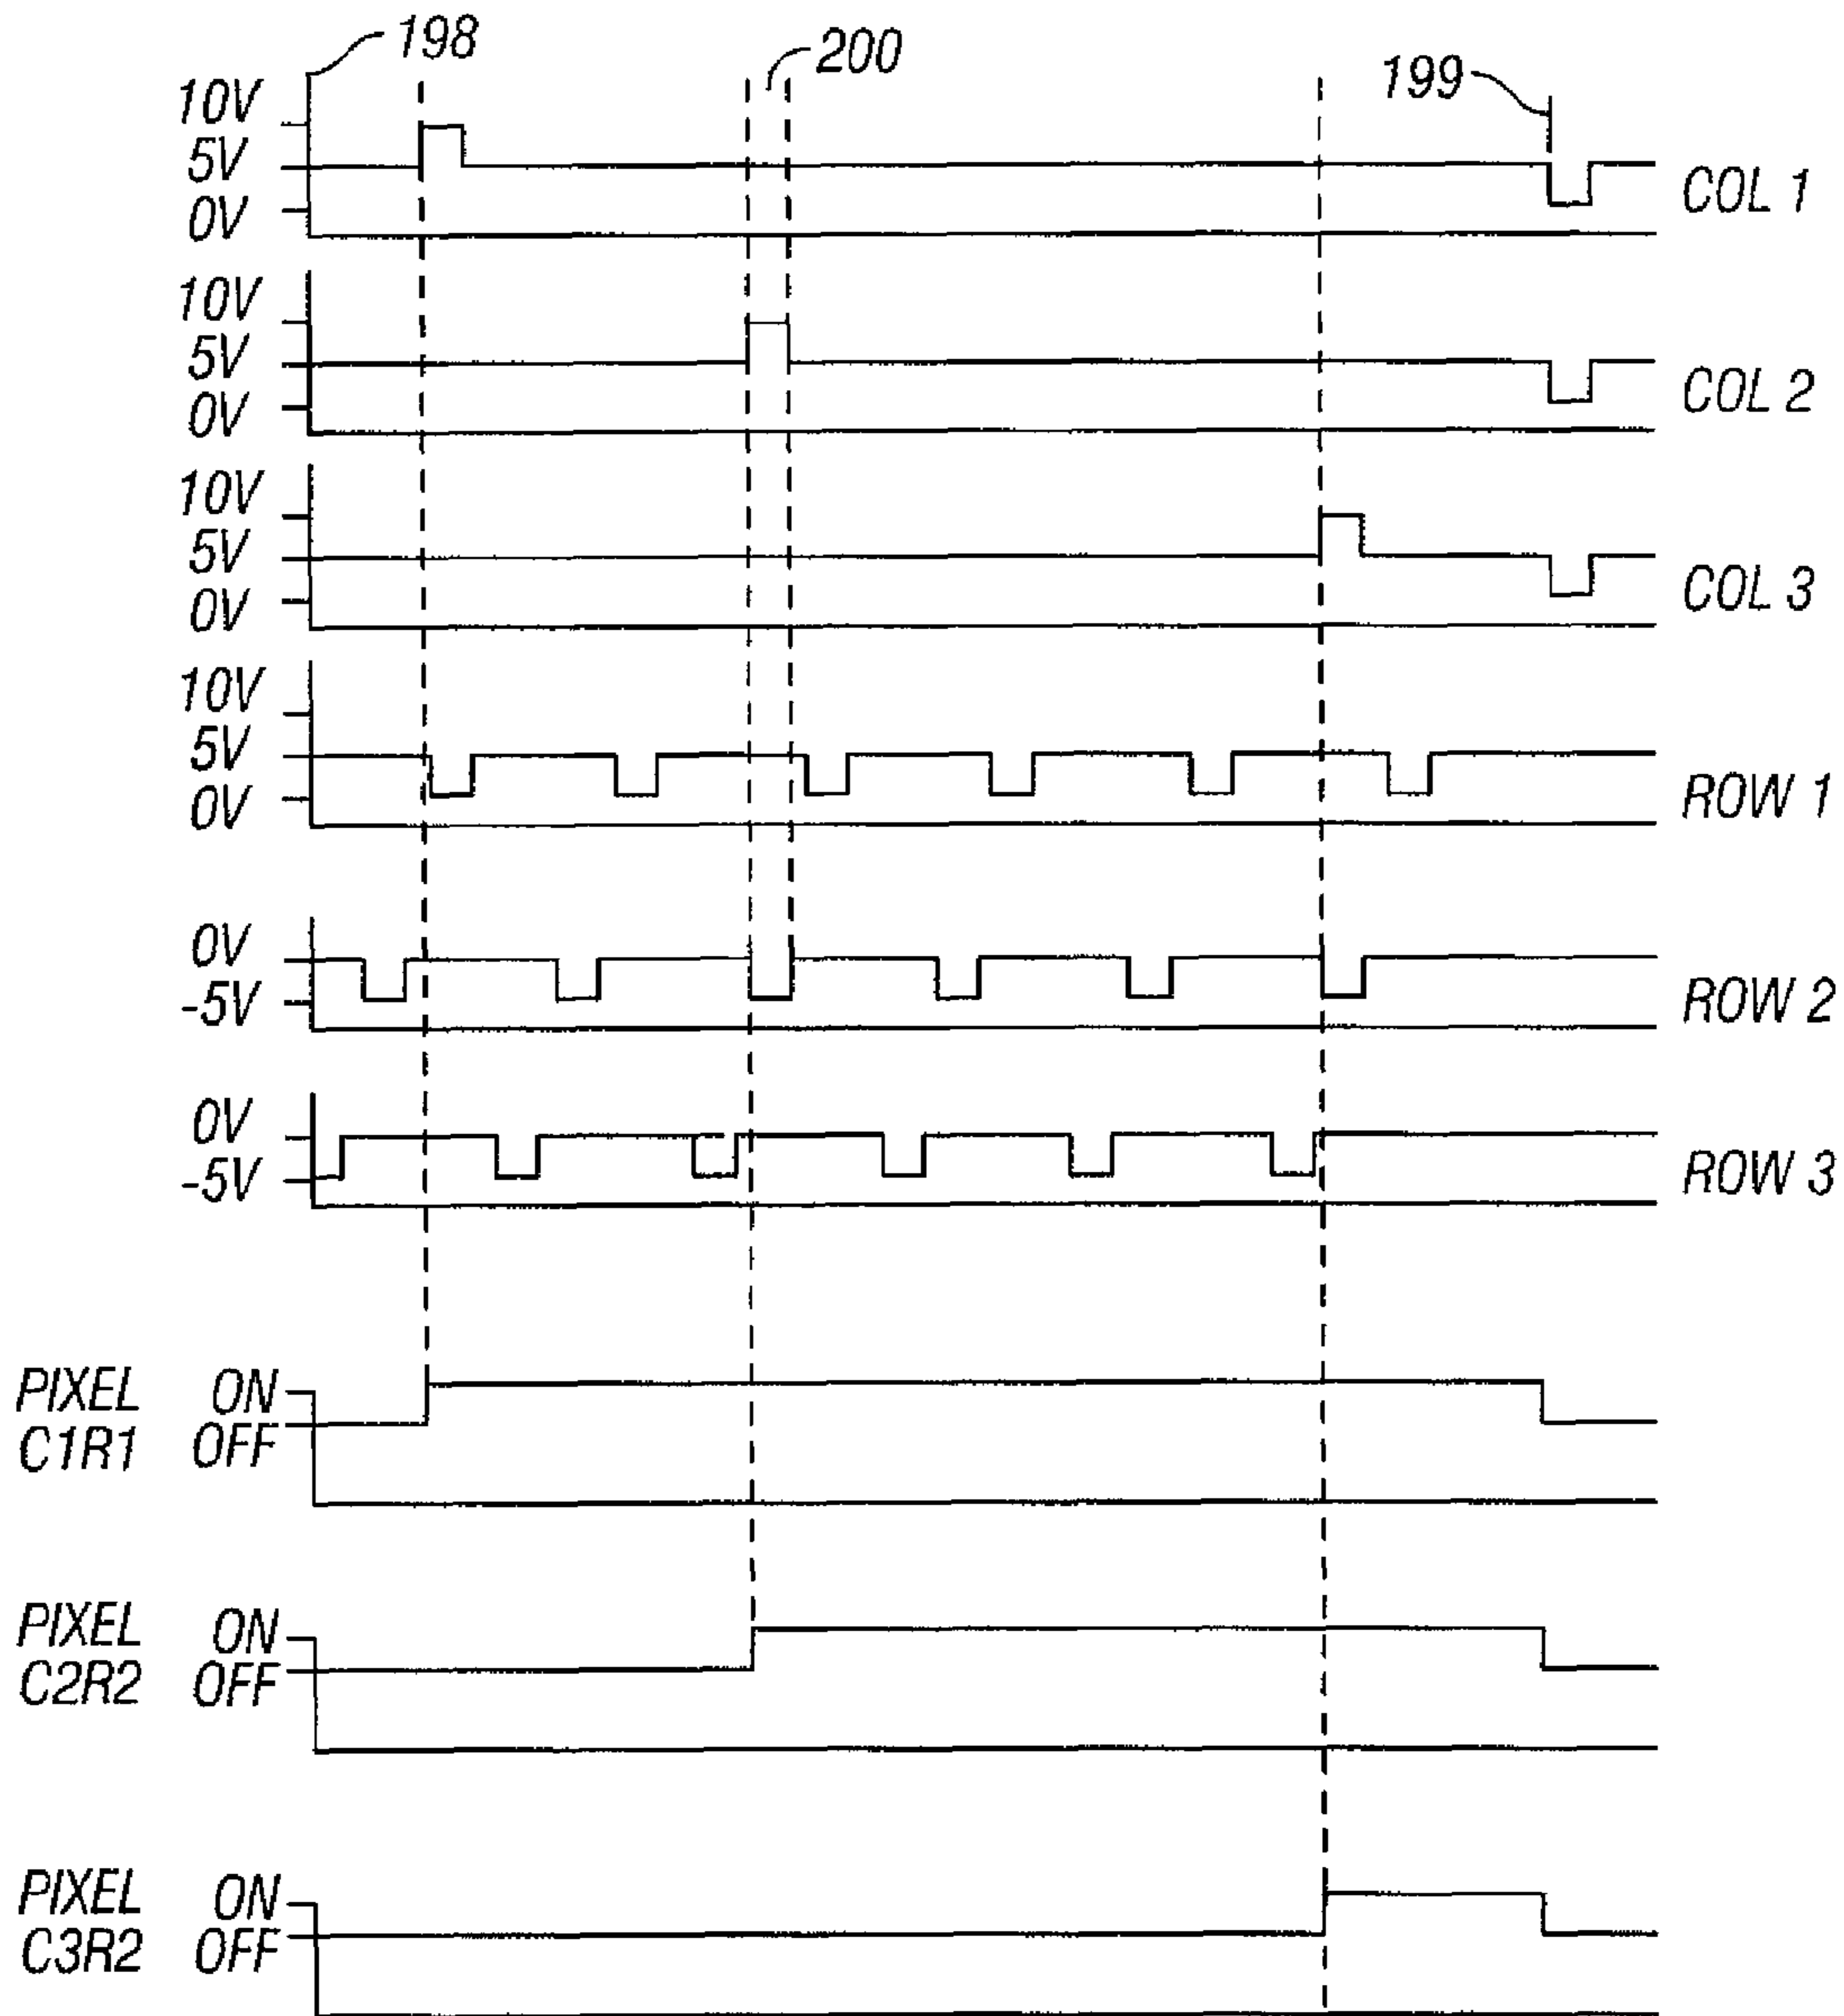 198
200
199
10V
5V
0V
COL 1
10V
5V
0V
COL 2
10V
5V
0V
COL 3
10V
5V
0V
ROW 1
0V
-5V
ROW 2
0V
-5V
ROW 3
PIXEL ON
C1R1 OFF
PIXEL ON
C2R2 OFF
PIXEL ON
C3R2 OFF